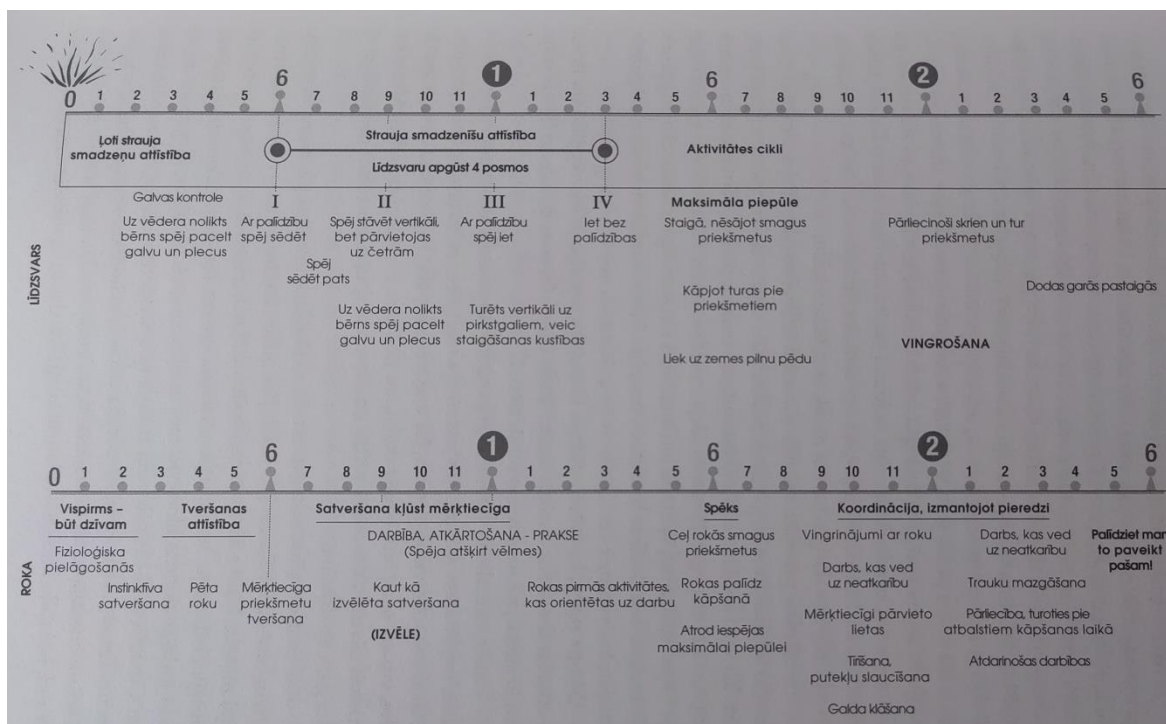 6 1 6 2 6
0 1 2 3 4 5 7 8 9 10 11 1 2 3 4 5 7 8 9 10 11 1 2 3 4 5
Ļoti strauja
smadzeņu attīstība
Strauja smadzenīšu attīstība
Līdzsvaru apgūst 4 posmos
Aktivitātes cikli
LĪDZSVARS
Galvas kontrole
Uz vēdera nolikts
bērns spēj pacelt
galvu un plecus
I
Ar palīdzību
spēj sēdēt
Spēj
sēdēt pats
II
Spēj stāvēt vertikāli,
bet pārvietojas
uz četrām
Uz vēdera nolikts
bērns spēj pacelt
galvu un plecus
III
Ar palīdzību
spēj iet
Turēts vertikāli uz
pirkstgaliem, veic
staigāšanas kustības
IV
Iet bez
palīdzības
Maksimāla piepūle
Staigā, nēsājot smagus
priekšmetus
Kāpjot turas pie
priekšmetiem
Liek uz zemes pilnu pēdu
Pārliecinoši skrien un tur
priekšmetus
VINGROŠANA
Dodas garās pastaigās
6 1 6 2 6
0 1 2 3 4 5 7 8 9 10 11 1 2 3 4 5 7 8 9 10 11 1 2 3 4 5
ROKA
Vispirms –
būt dzīvam
Fizioloģiska
pielāgošanās
Instinktīva
satveršana
Tveršanas
attīstība
Pēta
roku
Mērķtiecīga
priekšmetu
tveršana
Satveršana kļūst mērķtiecīga
DARBĪBA, ATKĀRTOŠANA - PRAKSE
(Spēja atšķirt vēlmes)
Kaut kā
izvēlēta satveršana
(IZVĒLE)
Rokas pirmās aktivitātes,
kas orientētas uz darbu
Spēks
Ceļ rokās smagus
priekšmetus
Rokas palīdz
kāpšanā
Atrod iespējas
maksimālai piepūlei
Koordinācija, izmantojot pieredzi
Vingrinājumi ar roku
Darbs, kas ved
uz neatkarību
Mērķtiecīgi pārvieto
lietas
Tīrīšana,
putekļu slaucīšana
Galda klāšana
Darbs, kas ved
uz neatkarību
Trauku mazgāšana
Pārliecība, turoties pie
atbalstiem kāpšanas laikā
Atdarinošas darbības
Palīdziet man
to paveikt
pašam!